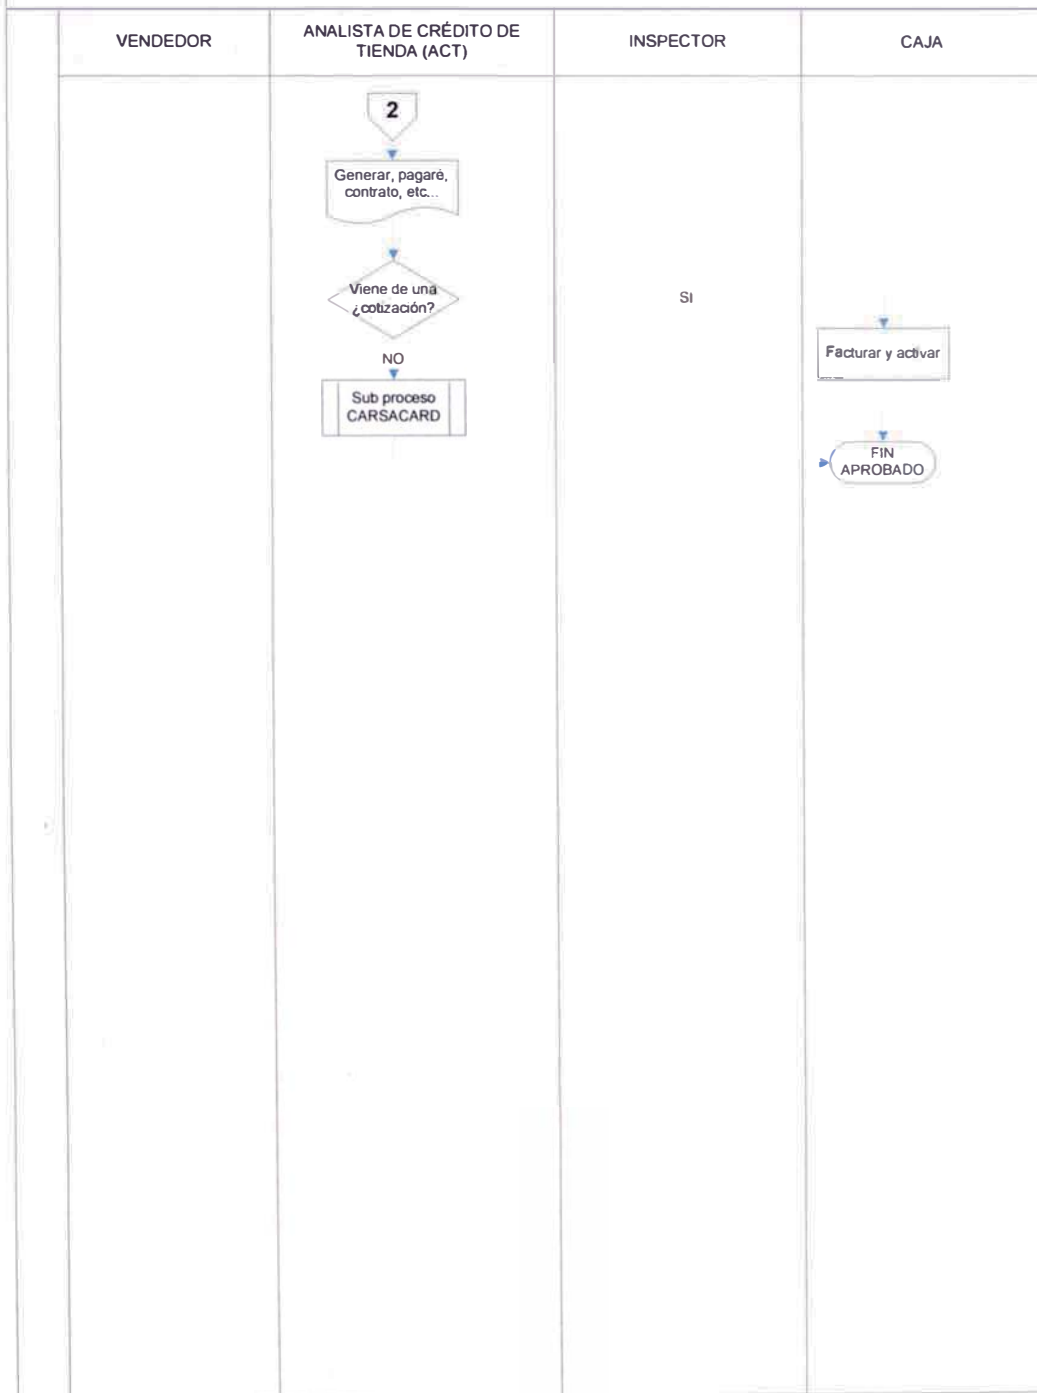 VENDEDOR
ANALISTA DE CRÉDITO DE
TIENDA (ACT)
INSPECTOR
CAJA
2
Generar, pagaré,
contrato, etc...
Viene de una
¿cotización?
SI
NO
Facturar y activar
Sub proceso
CARSACARD
FIN
APROBADO